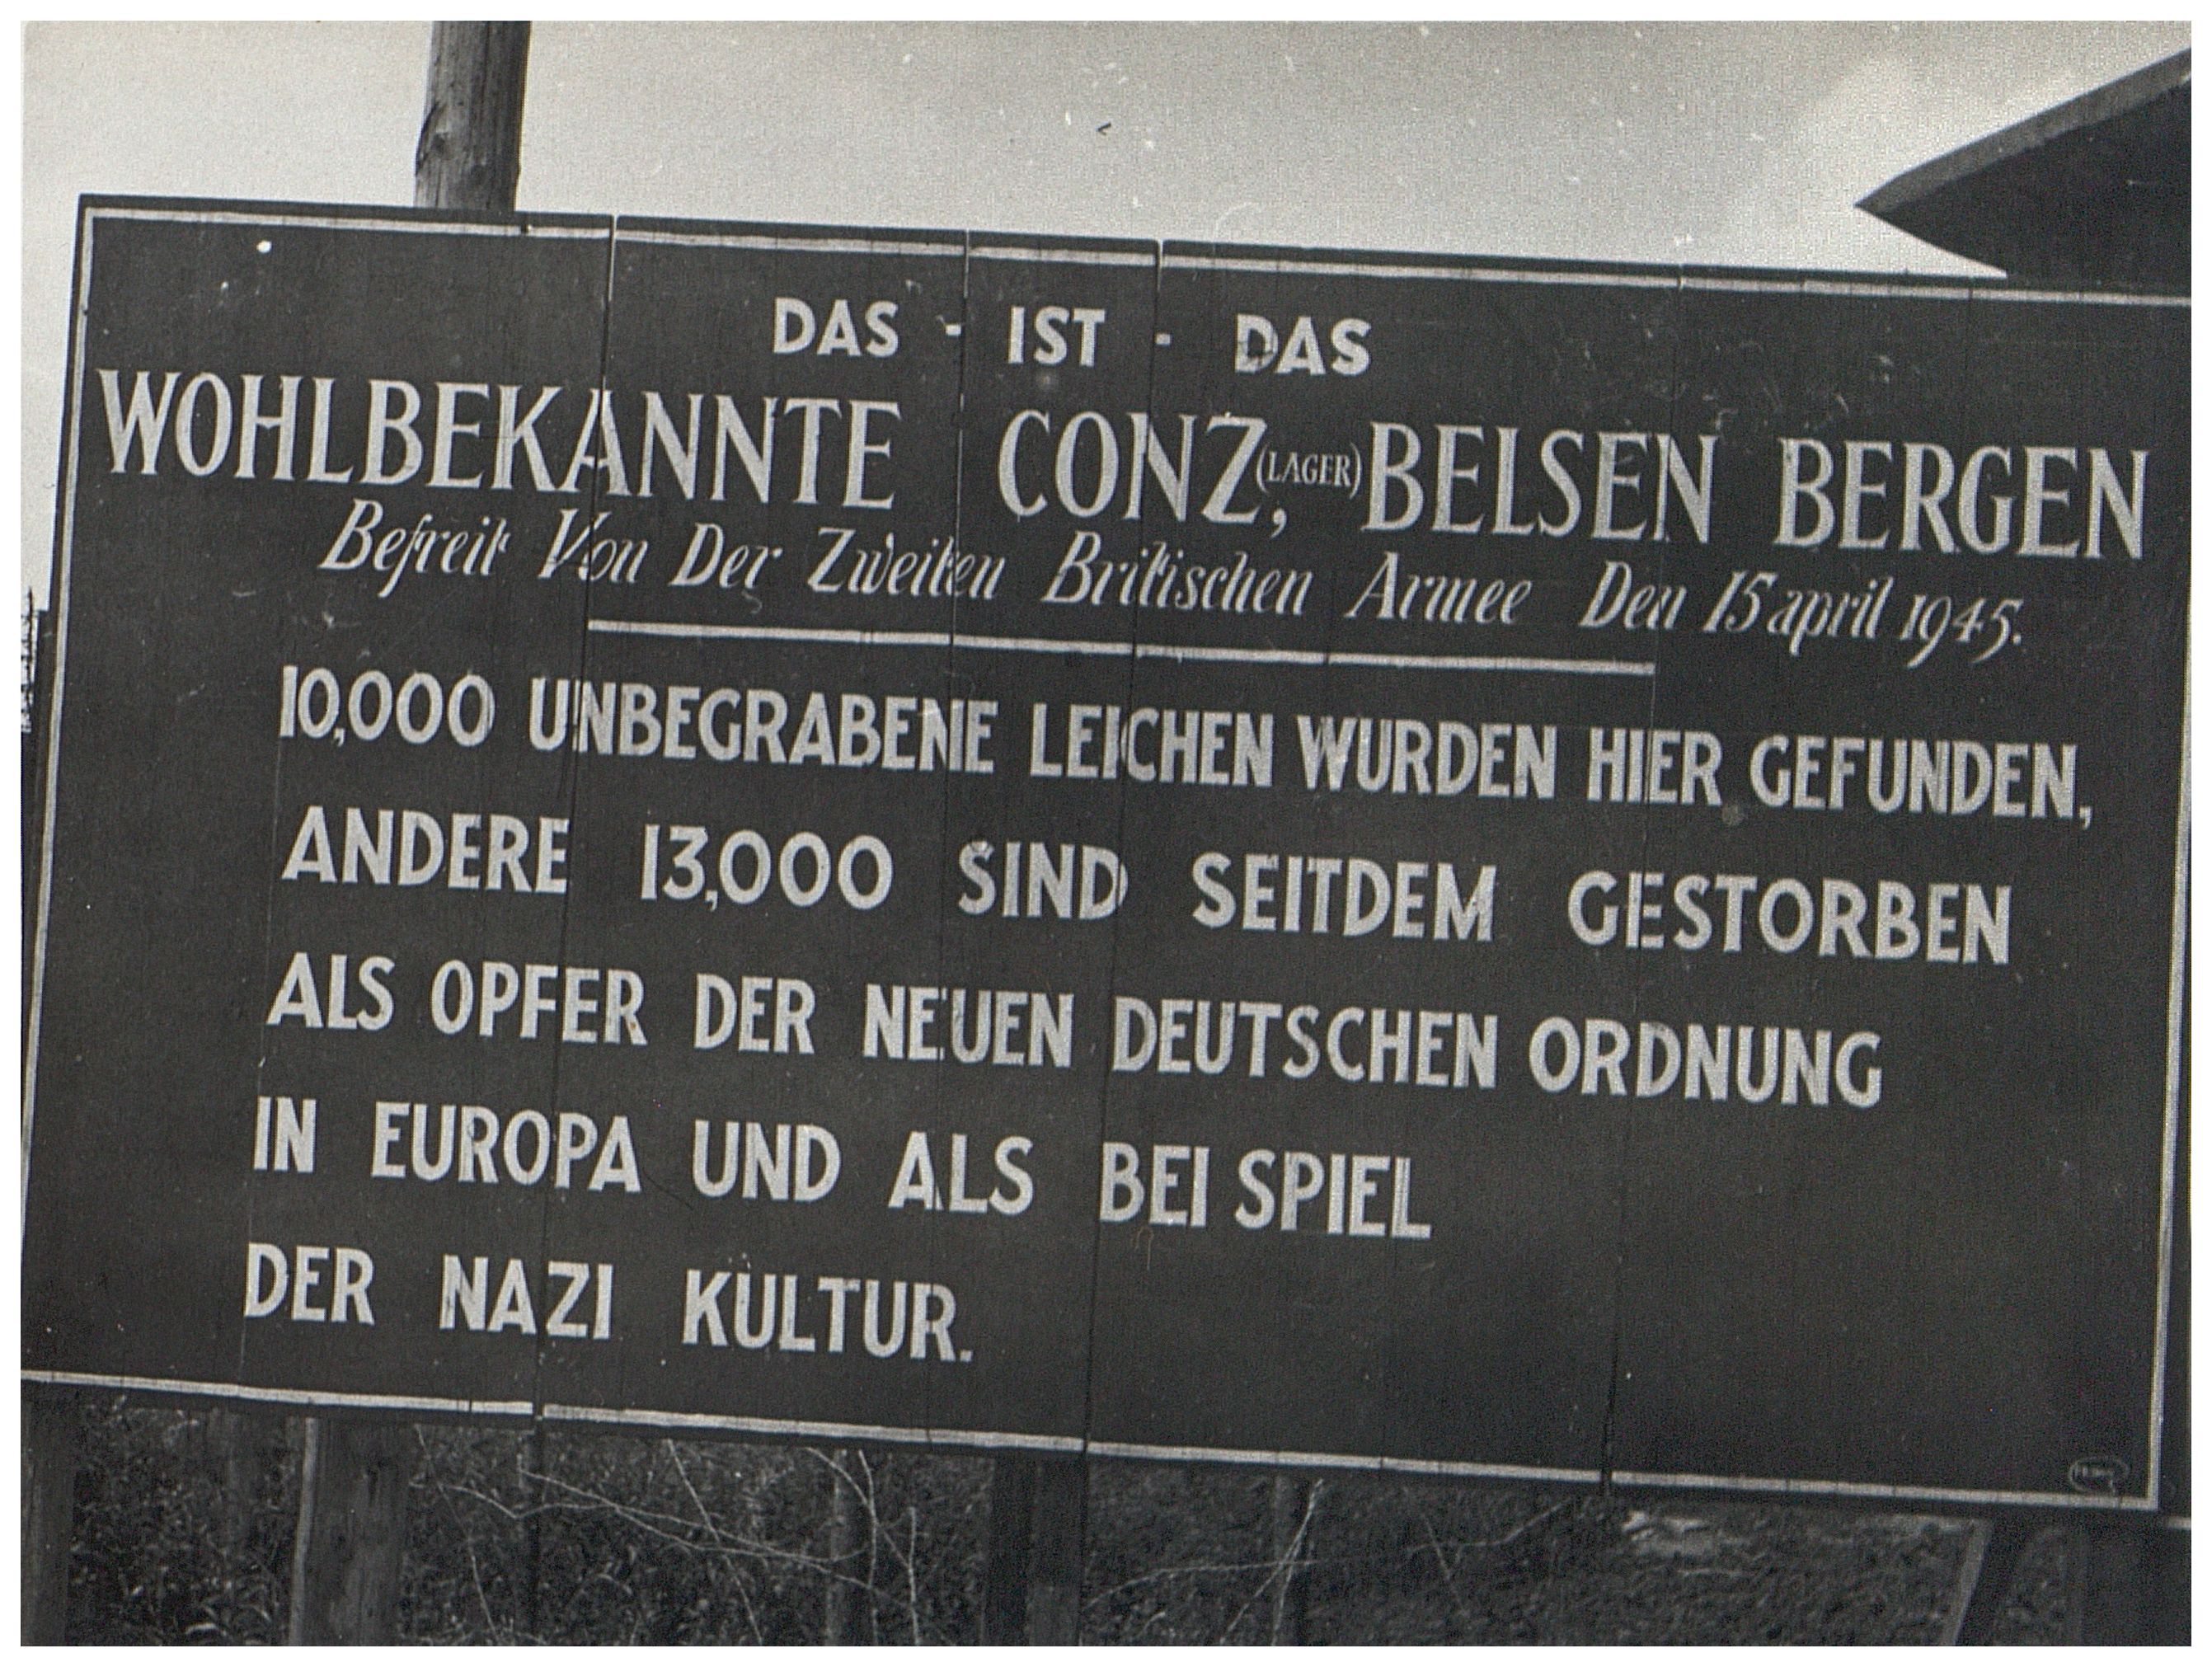 DAS - IST - DAS
WOHLBEKANNTE CONZ,(LAGER) BELSEN BERGEN
Befreit Von Der Zweiten Britischen Armee Den 15 april 1945.
10,000 UNBEGRABENE LEICHEN WURDEN HIER GEFUNDEN,
ANDERE 13,000 SIND SEITDEM GESTORBEN
ALS OPFER DER NEUEN DEUTSCHEN ORDNUNG
IN EUROPA UND ALS BEISPIEL
DER NAZI KULTUR.